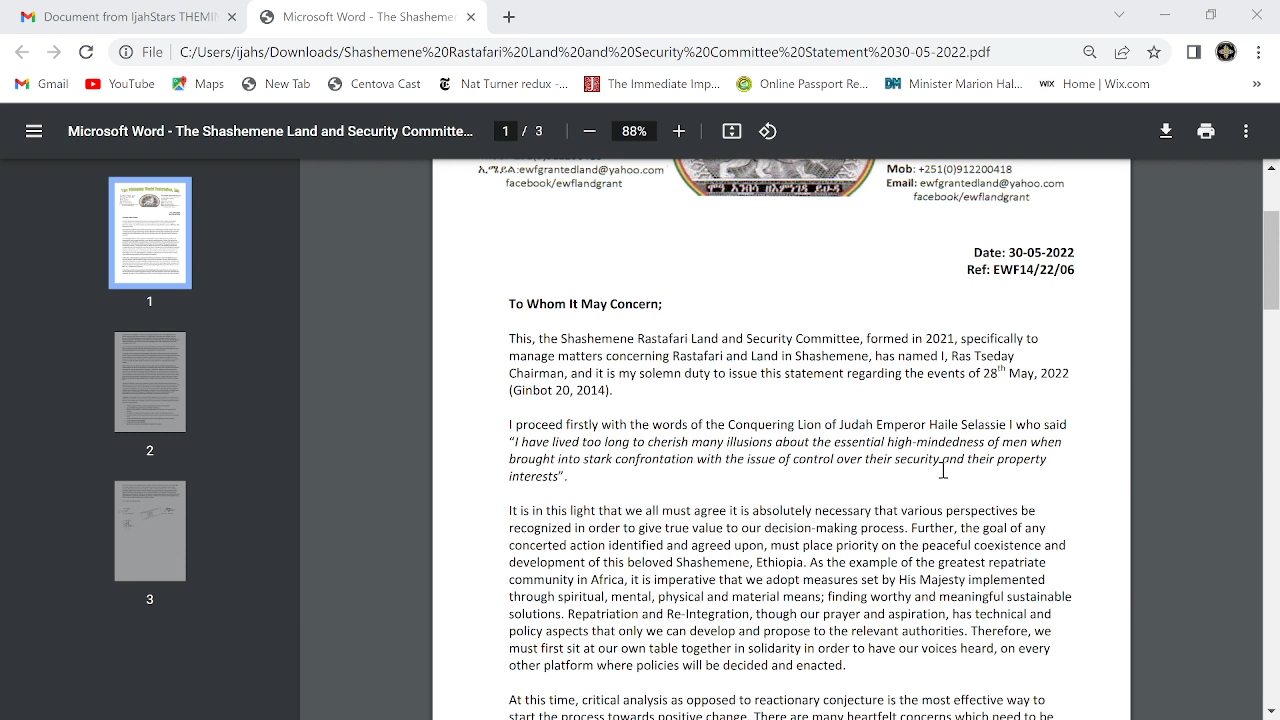 Document from IjahStars THEMI
Microsoft Word - The Shasheme
File
C:/Users/ijahs/Downloads/Shashemene%20Rastafari%20Land%20and%20Security%20Committee%20Statement%2030-05-2022.pdf
Gmail YouTube Maps New Tab Centova Cast Nat Turner redux -... The Immediate Imp... Online Passport Re... Minister Marion Hal... WIX Home | Wix.com »
Microsoft Word - The Shashemene Land and Security Committe... 1 / 3 − 88% +
1
2
3
ewfgrantedland@yahoo.com
facebook/ewflandgrant
Mob: +251(0)912200418
Email: ewfgrantedland@yahoo.com
facebook/ewflandgrant
Date: 30-05-2022
Ref: EWF14/22/06
To Whom It May Concern;
This, the Shashemene Rastafari Land and Security Committee, formed in 2021, specifically to
manage matters concerning Rastafari and Land in Shashemene, has named I, Ras Tseday
Chairman, and it is my solemn duty to issue this statement regarding the events of 28th May, 2022
(Ginbot 20, 2014).
I proceed firstly with the words of the Conquering Lion of Judah Emperor Haile Selassie I who said
“I have lived too long to cherish many illusions about the essential high-mindedness of men when
brought into stark confrontation with the issue of control over their security and their property
interests”.
It is in this light that we all must agree it is absolutely necessary that various perspectives be
recognized in order to give true value to our decision-making process. Further, the goal of any
concerted action identified and agreed upon, must place priority on the peaceful coexistence and
development of this beloved Shashemene, Ethiopia. As the example of the greatest repatriate
community in Africa, it is imperative that we adopt measures set by His Majesty implemented
through spiritual, mental, physical and material means; finding worthy and meaningful sustainable
solutions. Repatriation and Re-Integration, though our prayer and aspiration, has technical and
policy aspects that only we can develop and propose to the relevant authorities. Therefore, we
must first sit at our own table together in solidarity in order to have our voices heard, on every
other platform where policies will be decided and enacted.
At this time, critical analysis as opposed to reactionary conjecture is the most effective way to
start the process towards positive change. There are many heartfelt concerns which need to be